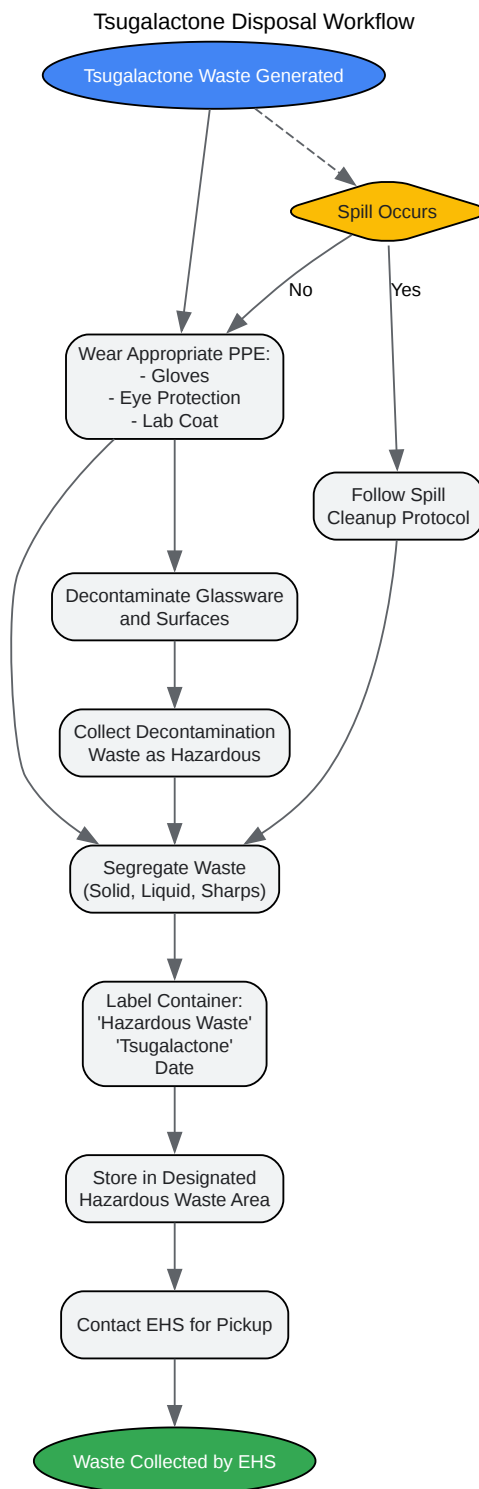 Tsugalactone Disposal Workflow
Tsugalactone Waste Generated
Spill Occurs
No
Yes
Wear Appropriate PPE:
- Gloves
- Eye Protection
- Lab Coat
Follow Spill
Cleanup Protocol
Decontaminate Glassware
and Surfaces
Collect Decontamination
Waste as Hazardous
Segregate Waste
(Solid, Liquid, Sharps)
Label Container:
'Hazardous Waste'
'Tsugalactone'
Date
Store in Designated
Hazardous Waste Area
Contact EHS for Pickup
Waste Collected by EHS